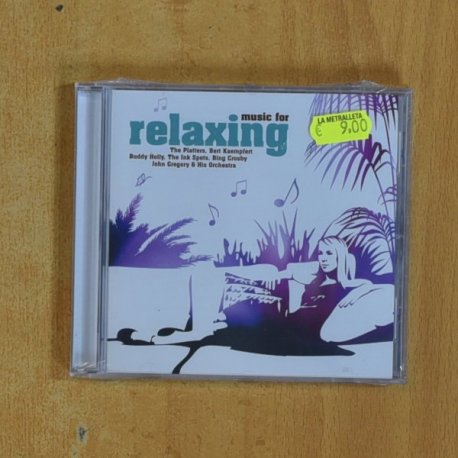 music for
relaxing
The Platters, Bert Kaempfert
Buddy Holly, The Ink Spots, Bing Crosby
John Gregory & His Orchestra
LA METRALLETA
€ 9.00